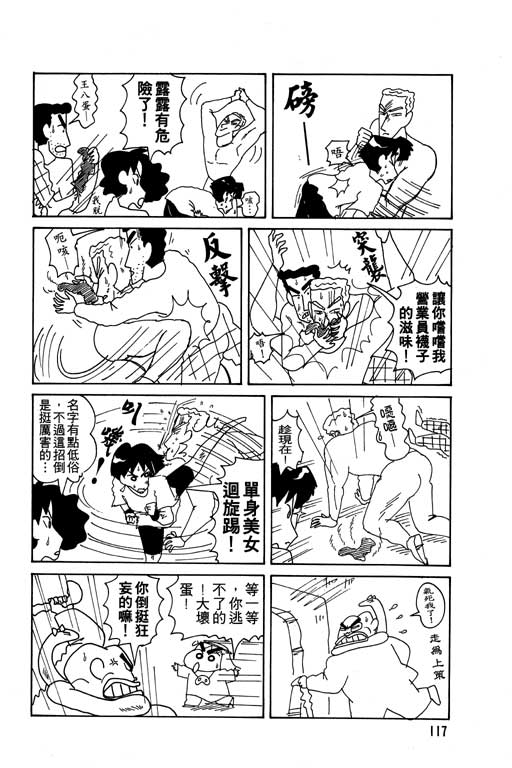 磅—
唔
露露有危
險了！
王八蛋—
我脫
咳…
突襲
讓你嚐嚐我
營業員襪子
的滋味！
唔！
反擊
呃咳
嗯嘔
趁現在！
單身美女
迴旋踢！
名字有點低俗
，不過這招倒
是挺厲害的…
氣死我了！
走為上策
等一等
，你逃
不了的
！大壞
蛋！
你倒挺狂
妄的嘛！
117